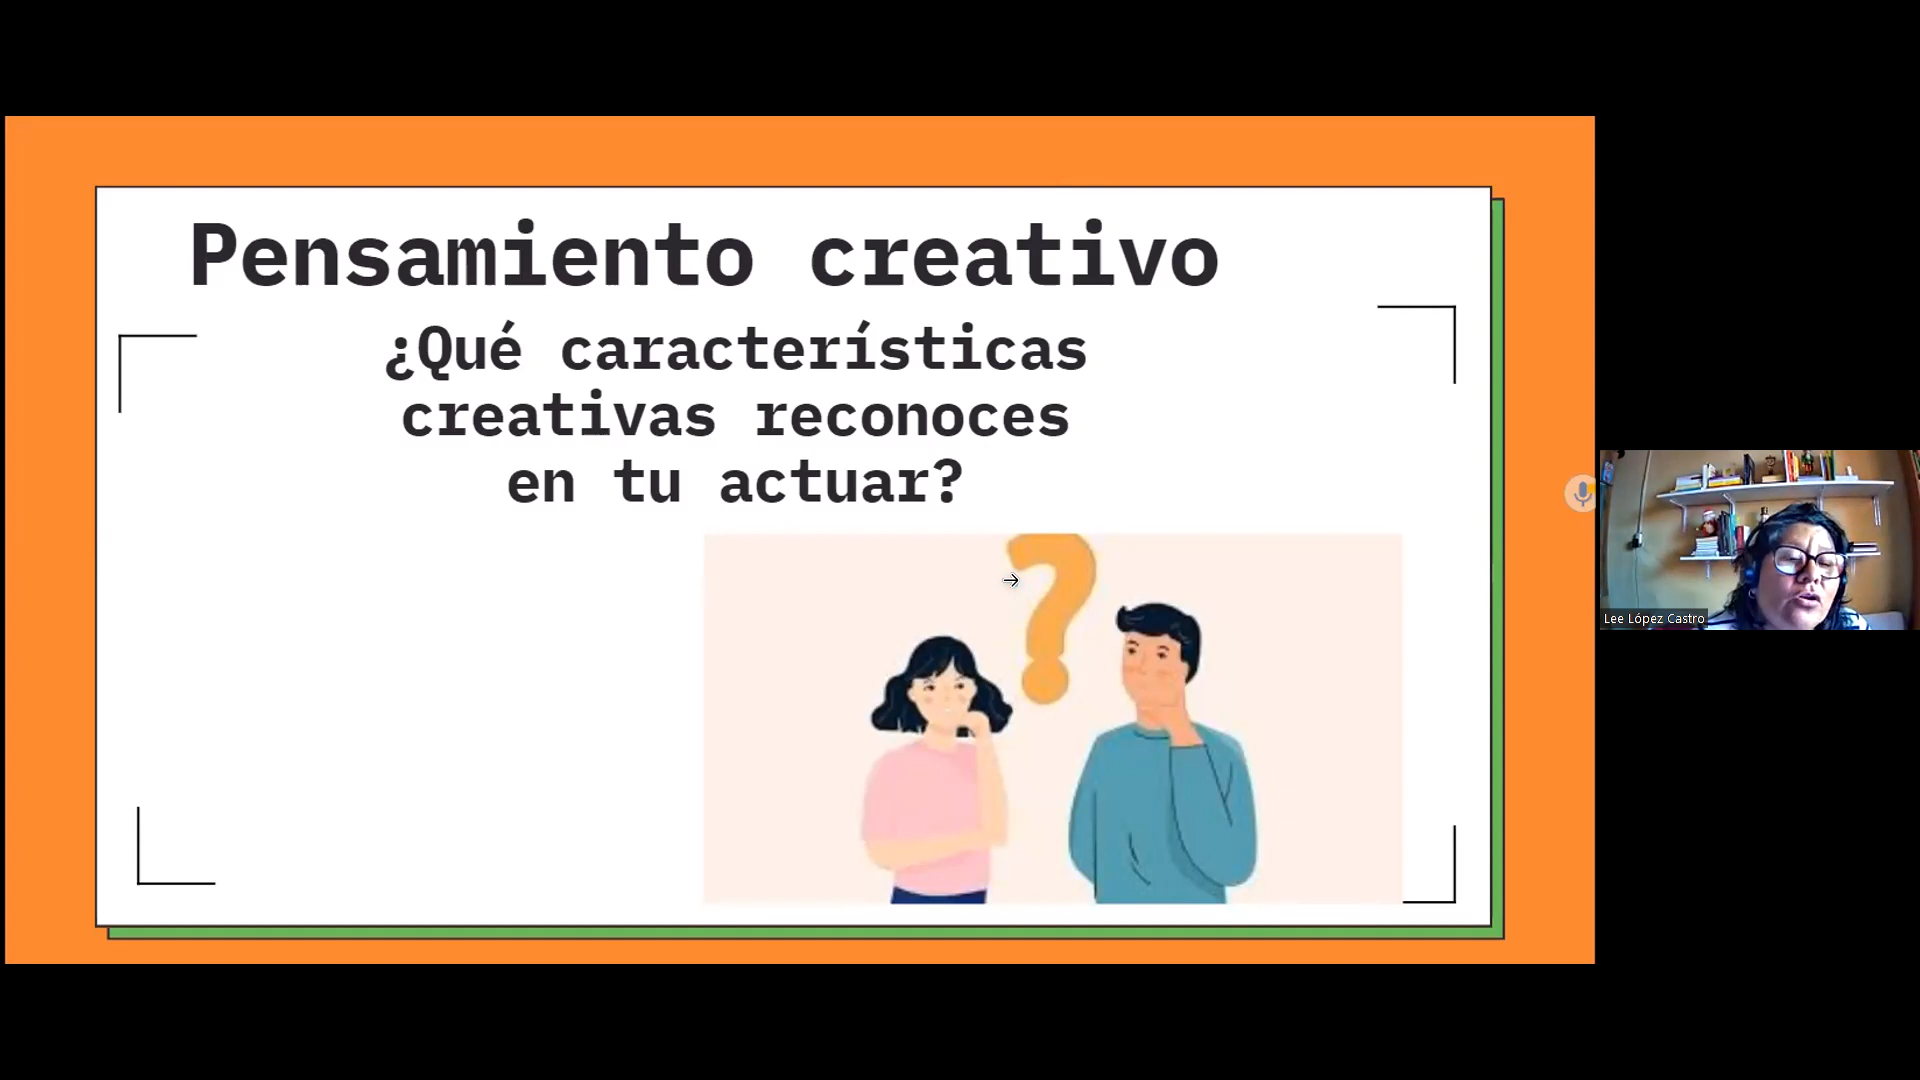 Pensamiento creativo
¿Qué características
creativas reconoces
en tu actuar?
Lee López Castro